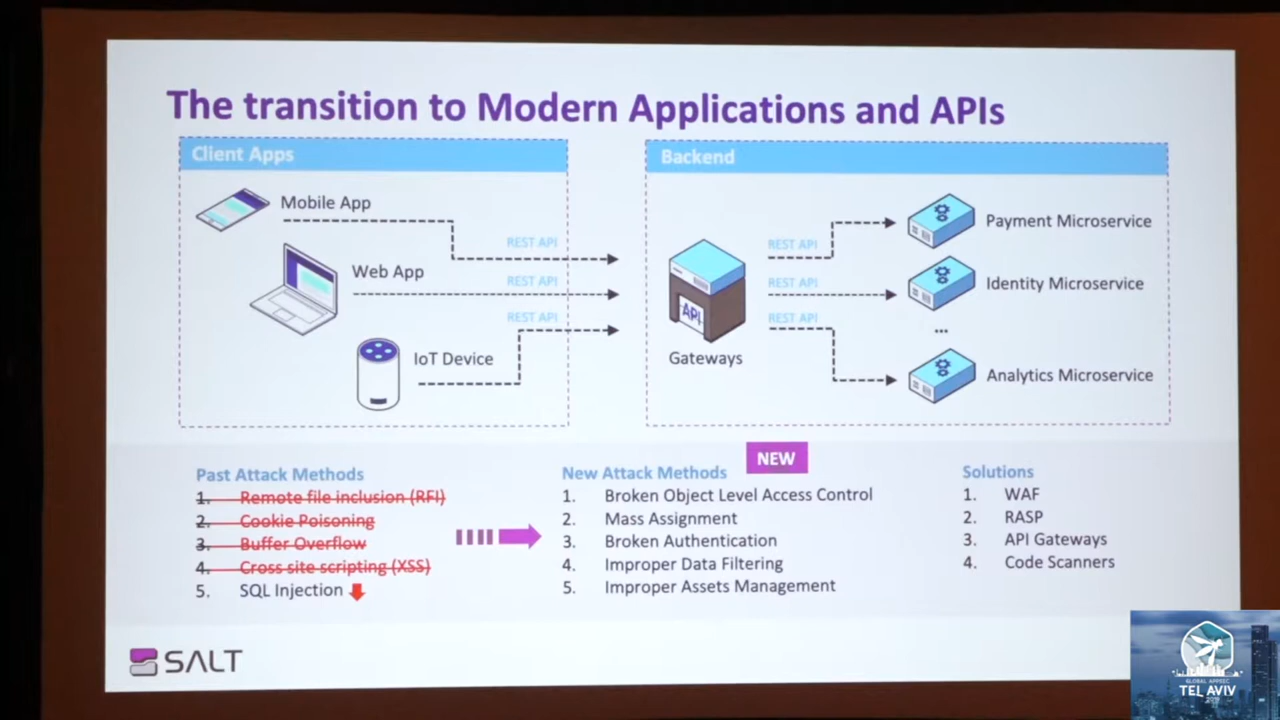 The transition to Modern Applications and APIs
Client Apps
Mobile App
REST API
Web App
REST API
REST API
IoT Device
Backend
API
Gateways
REST API
REST API
REST API
Payment Microservice
Identity Microservice
...
Analytics Microservice
Past Attack Methods
1. Remote file inclusion (RFI)
2. Cookie Poisoning
3. Buffer Overflow
4. Cross site scripting (XSS)
5. SQL Injection
New Attack Methods
NEW
1. Broken Object Level Access Control
2. Mass Assignment
3. Broken Authentication
4. Improper Data Filtering
5. Improper Assets Management
Solutions
1. WAF
2. RASP
3. API Gateways
4. Code Scanners
SALT
GLOBAL APPSEC
TEL AVIV